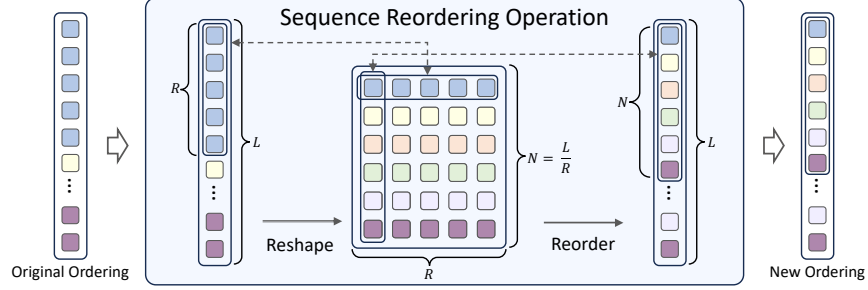 Sequence Reordering Operation
R
L
N = L/R
N
L
...
...
...
...
Reshape
Reorder
R
Original Ordering
New Ordering